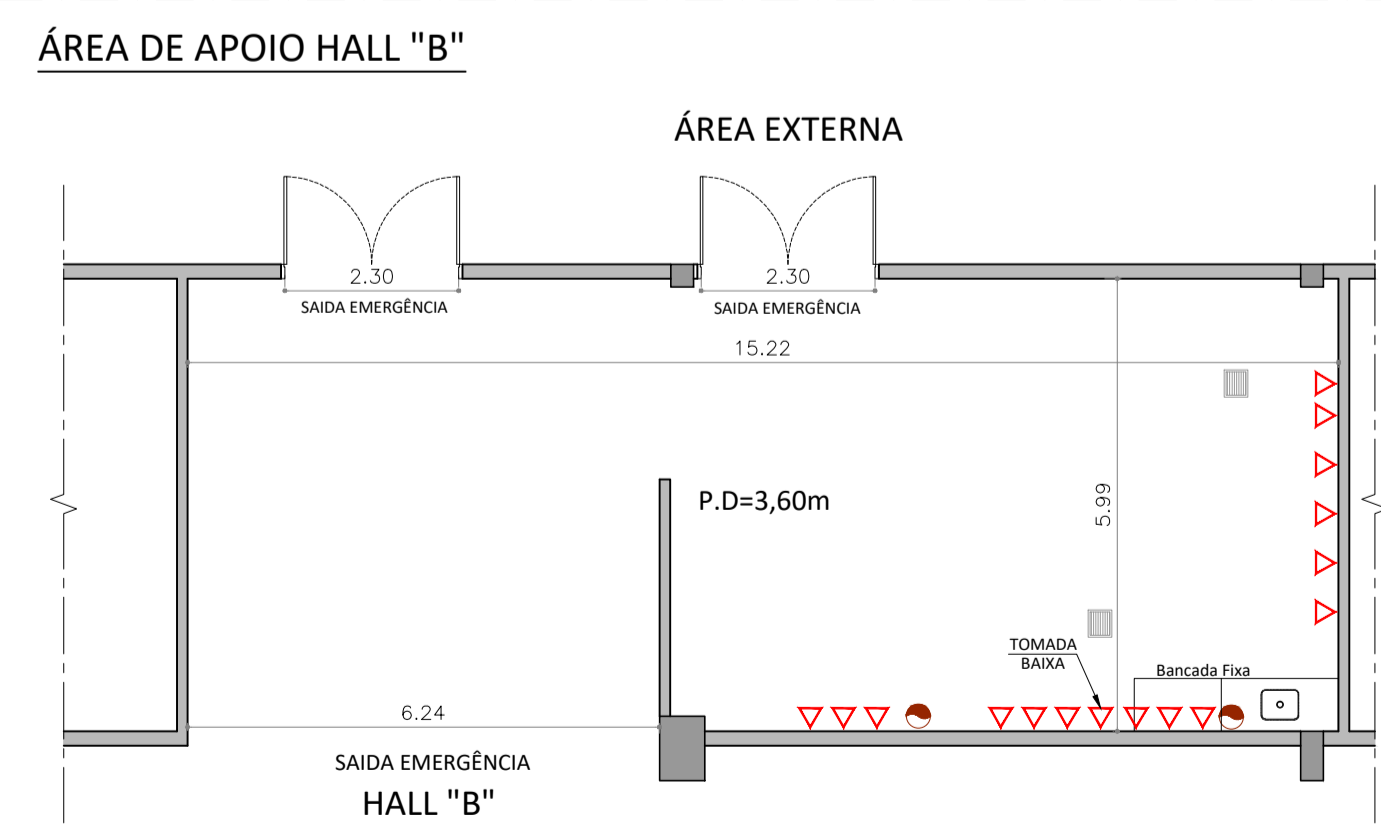 ÁREA DE APOIO HALL "B"
ÁREA EXTERNA
2.30
SAIDA EMERGÊNCIA
2.30
SAIDA EMERGÊNCIA
15.22
P.D=3,60m
5.99
TOMADA
BAIXA
Bancada Fixa
6.24
SAIDA EMERGÊNCIA
HALL "B"